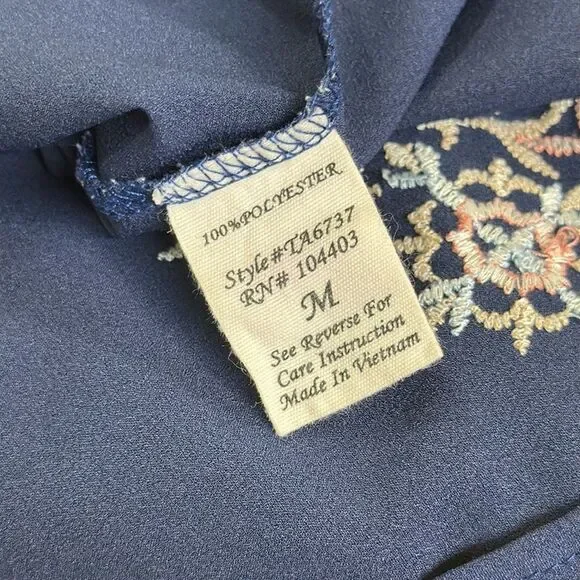 100%POLYESTER
Style#TA6737
RN# 104403
M
See Reverse For
Care Instruction
Made In Vietnam